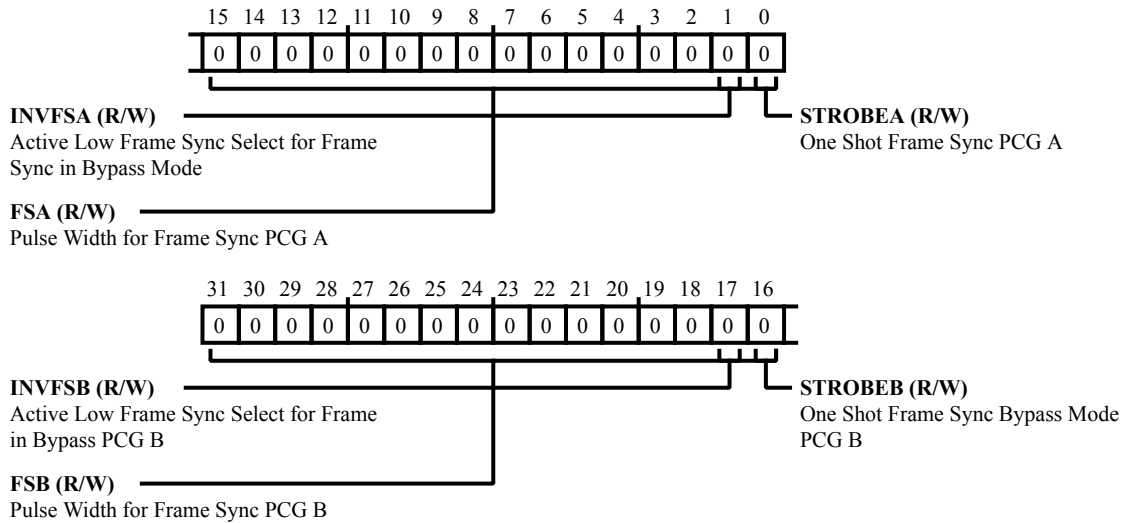 15 14 13 12 11 10 9 8 7 6 5 4 3 2 1 0
0 0 0 0 0 0 0 0 0 0 0 0 0 0 0 0
INVFSA (R/W)
Active Low Frame Sync Select for Frame
Sync in Bypass Mode
STROBEA (R/W)
One Shot Frame Sync PCG A
FSA (R/W)
Pulse Width for Frame Sync PCG A
31 30 29 28 27 26 25 24 23 22 21 20 19 18 17 16
0 0 0 0 0 0 0 0 0 0 0 0 0 0 0 0
INVFSB (R/W)
Active Low Frame Sync Select for Frame
in Bypass PCG B
STROBEB (R/W)
One Shot Frame Sync Bypass Mode
PCG B
FSB (R/W)
Pulse Width for Frame Sync PCG B